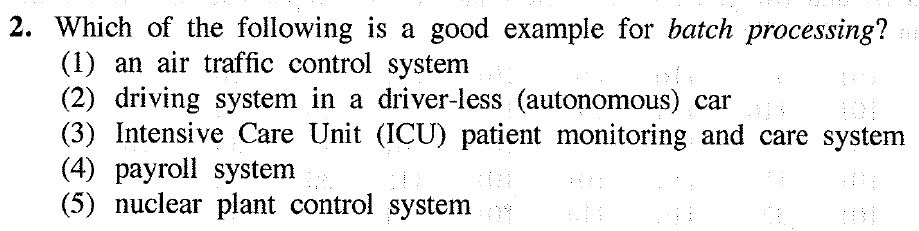 2. Which of the following is a good example for batch processing?
(1) an air traffic control system
(2) driving system in a driver-less (autonomous) car
(3) Intensive Care Unit (ICU) patient monitoring and care system
(4) payroll system
(5) nuclear plant control system